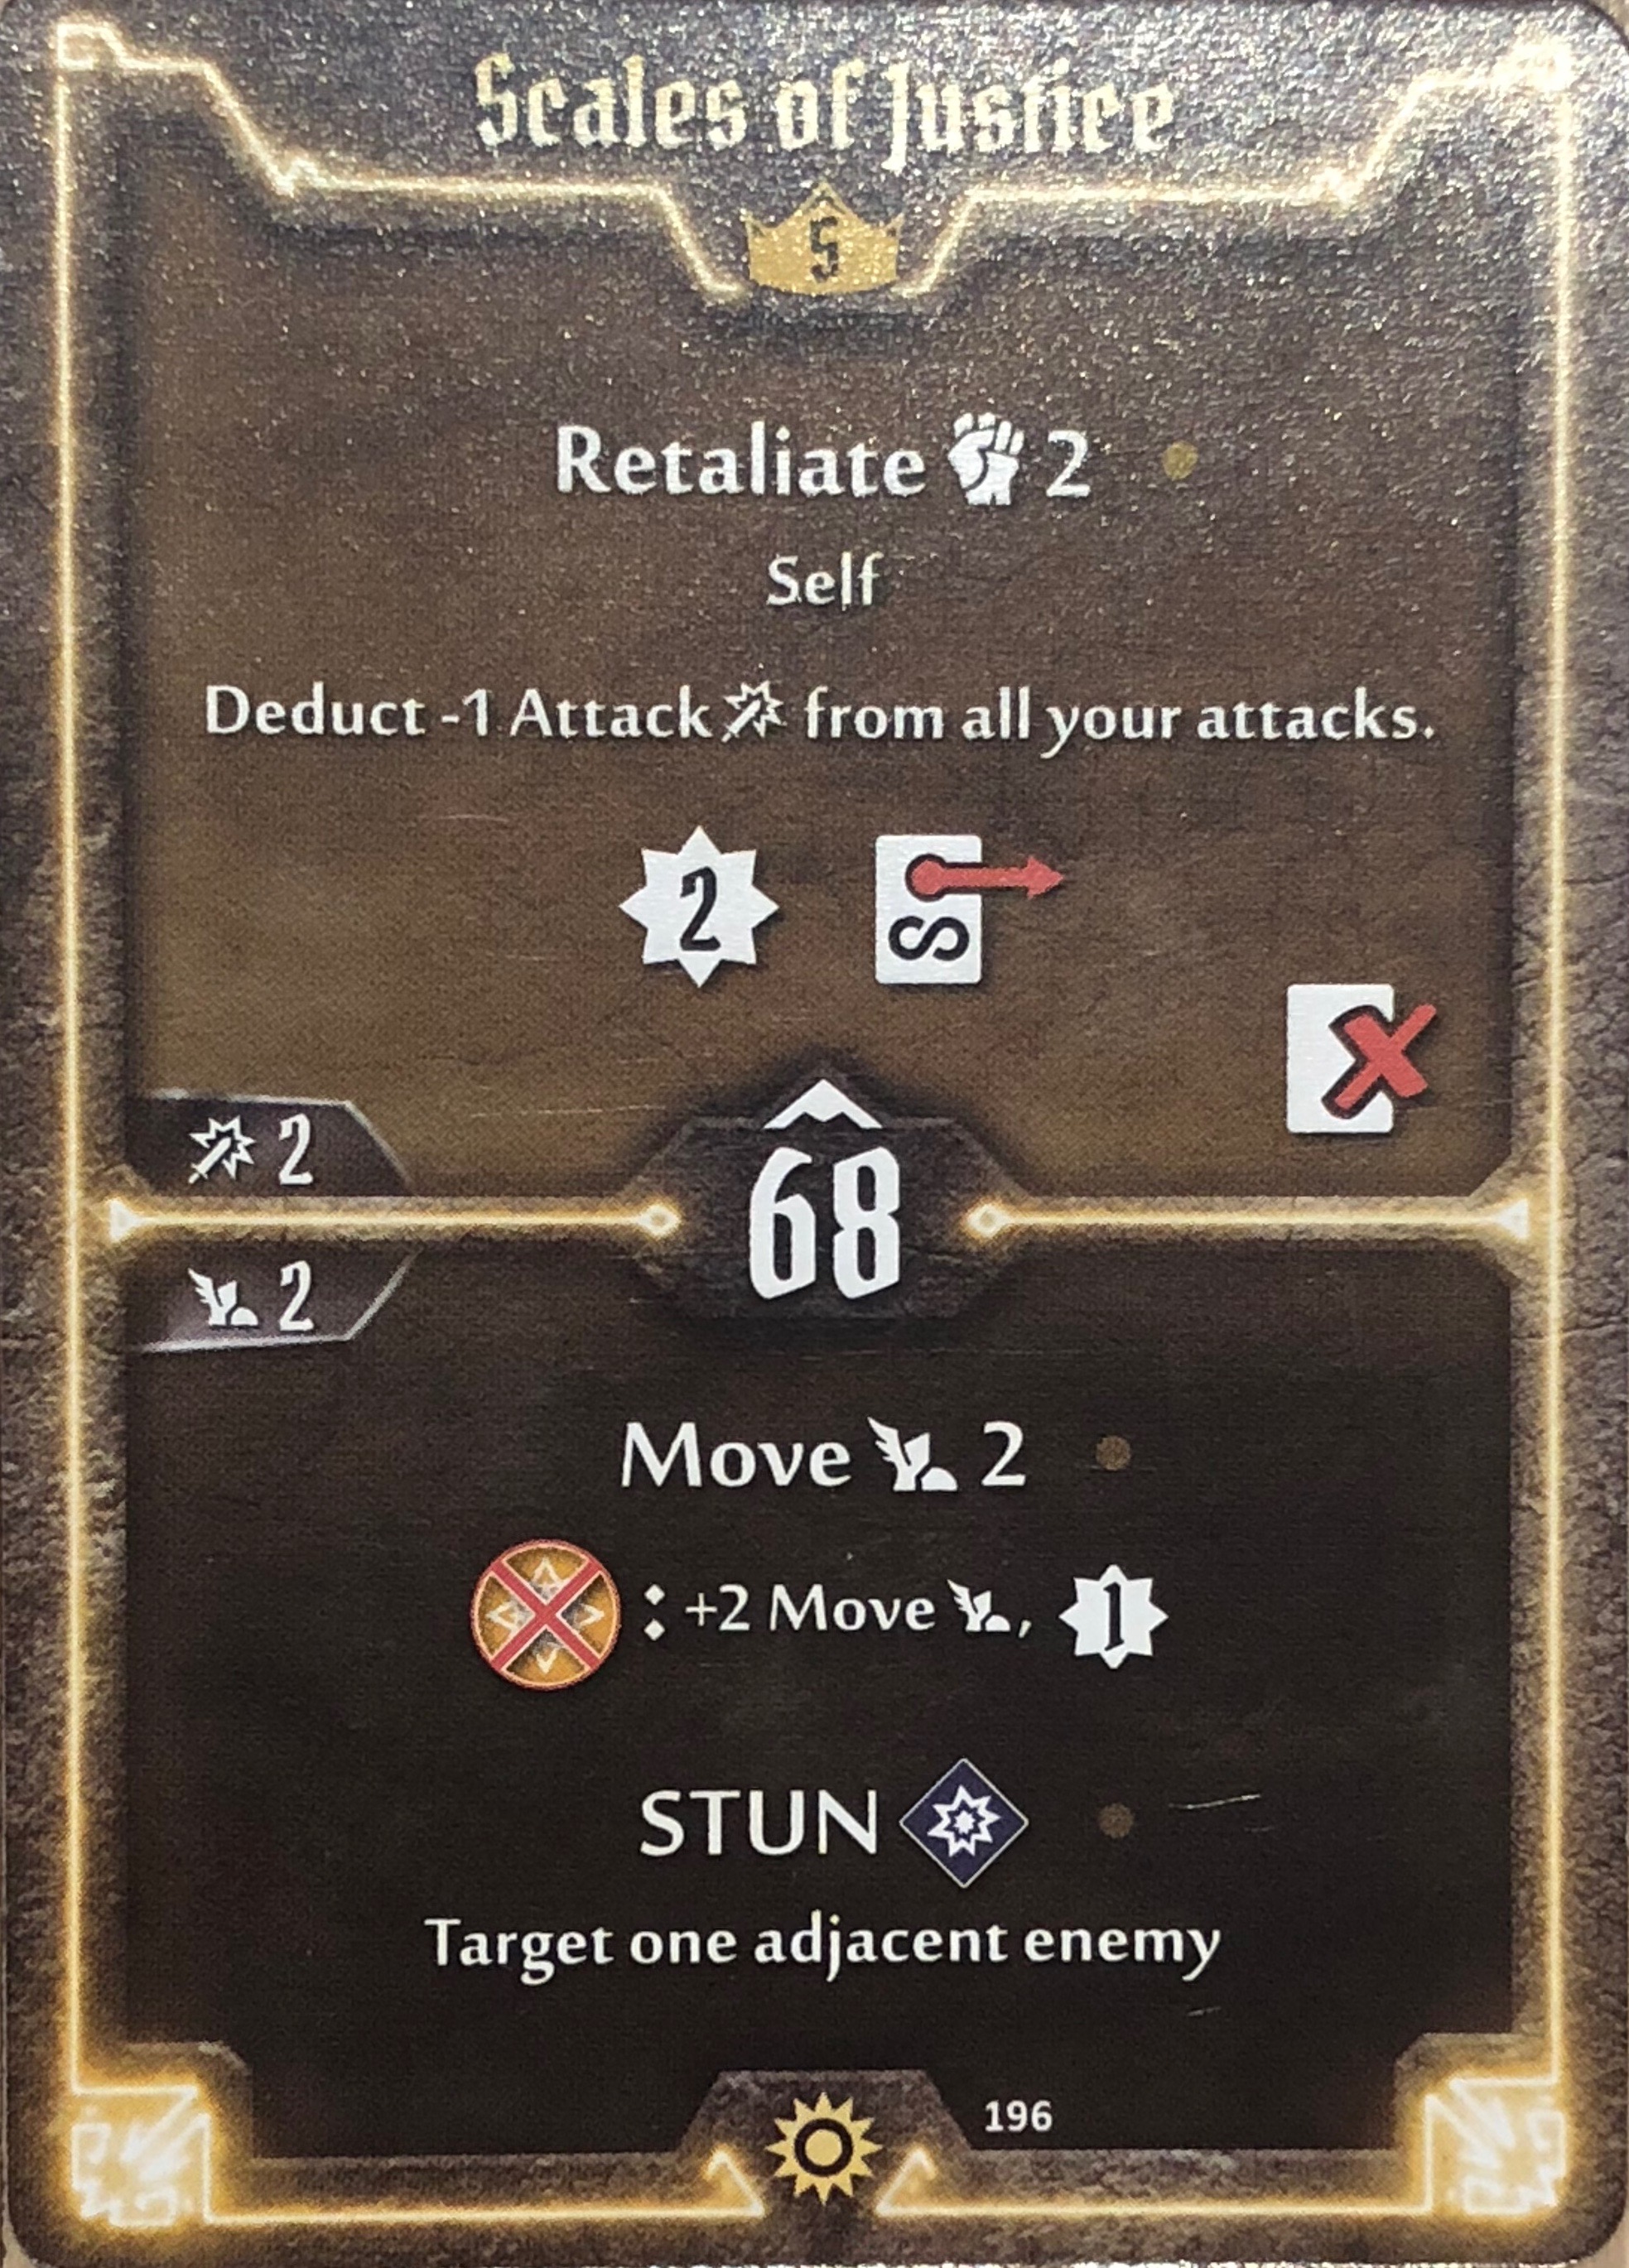 Scales of Justice
5
Retaliate 2
Self
Deduct -1 Attack from all your attacks.
2
2
68
2
Move 2
: +2 Move , 1
STUN
Target one adjacent enemy
196